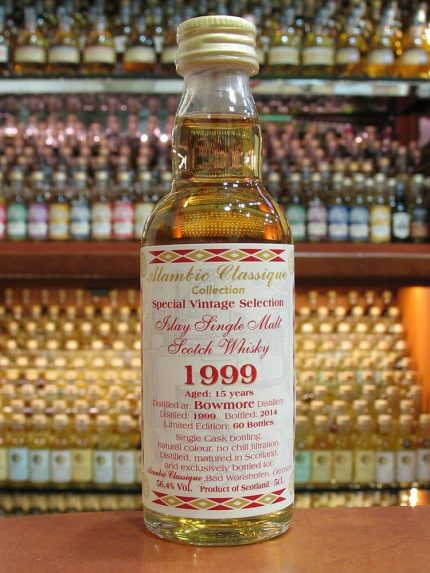 Alambic Classique
Collection
Special Vintage Selection
Islay Single Malt
Scotch Whisky
1999
Aged: 15 years
Distilled at: Bowmore Distillery
Distilled: 1999 Bottled: 2014
Limited Edition: 60 Bottles
Single Cask bottling,
natural colour, no chill filtration.
Distilled, matured in Scotland,
and exclusively bottled for:
Alambic Classique, Bad Wörishofen, Germany
56,4% Vol. Product of Scotland 5cl.